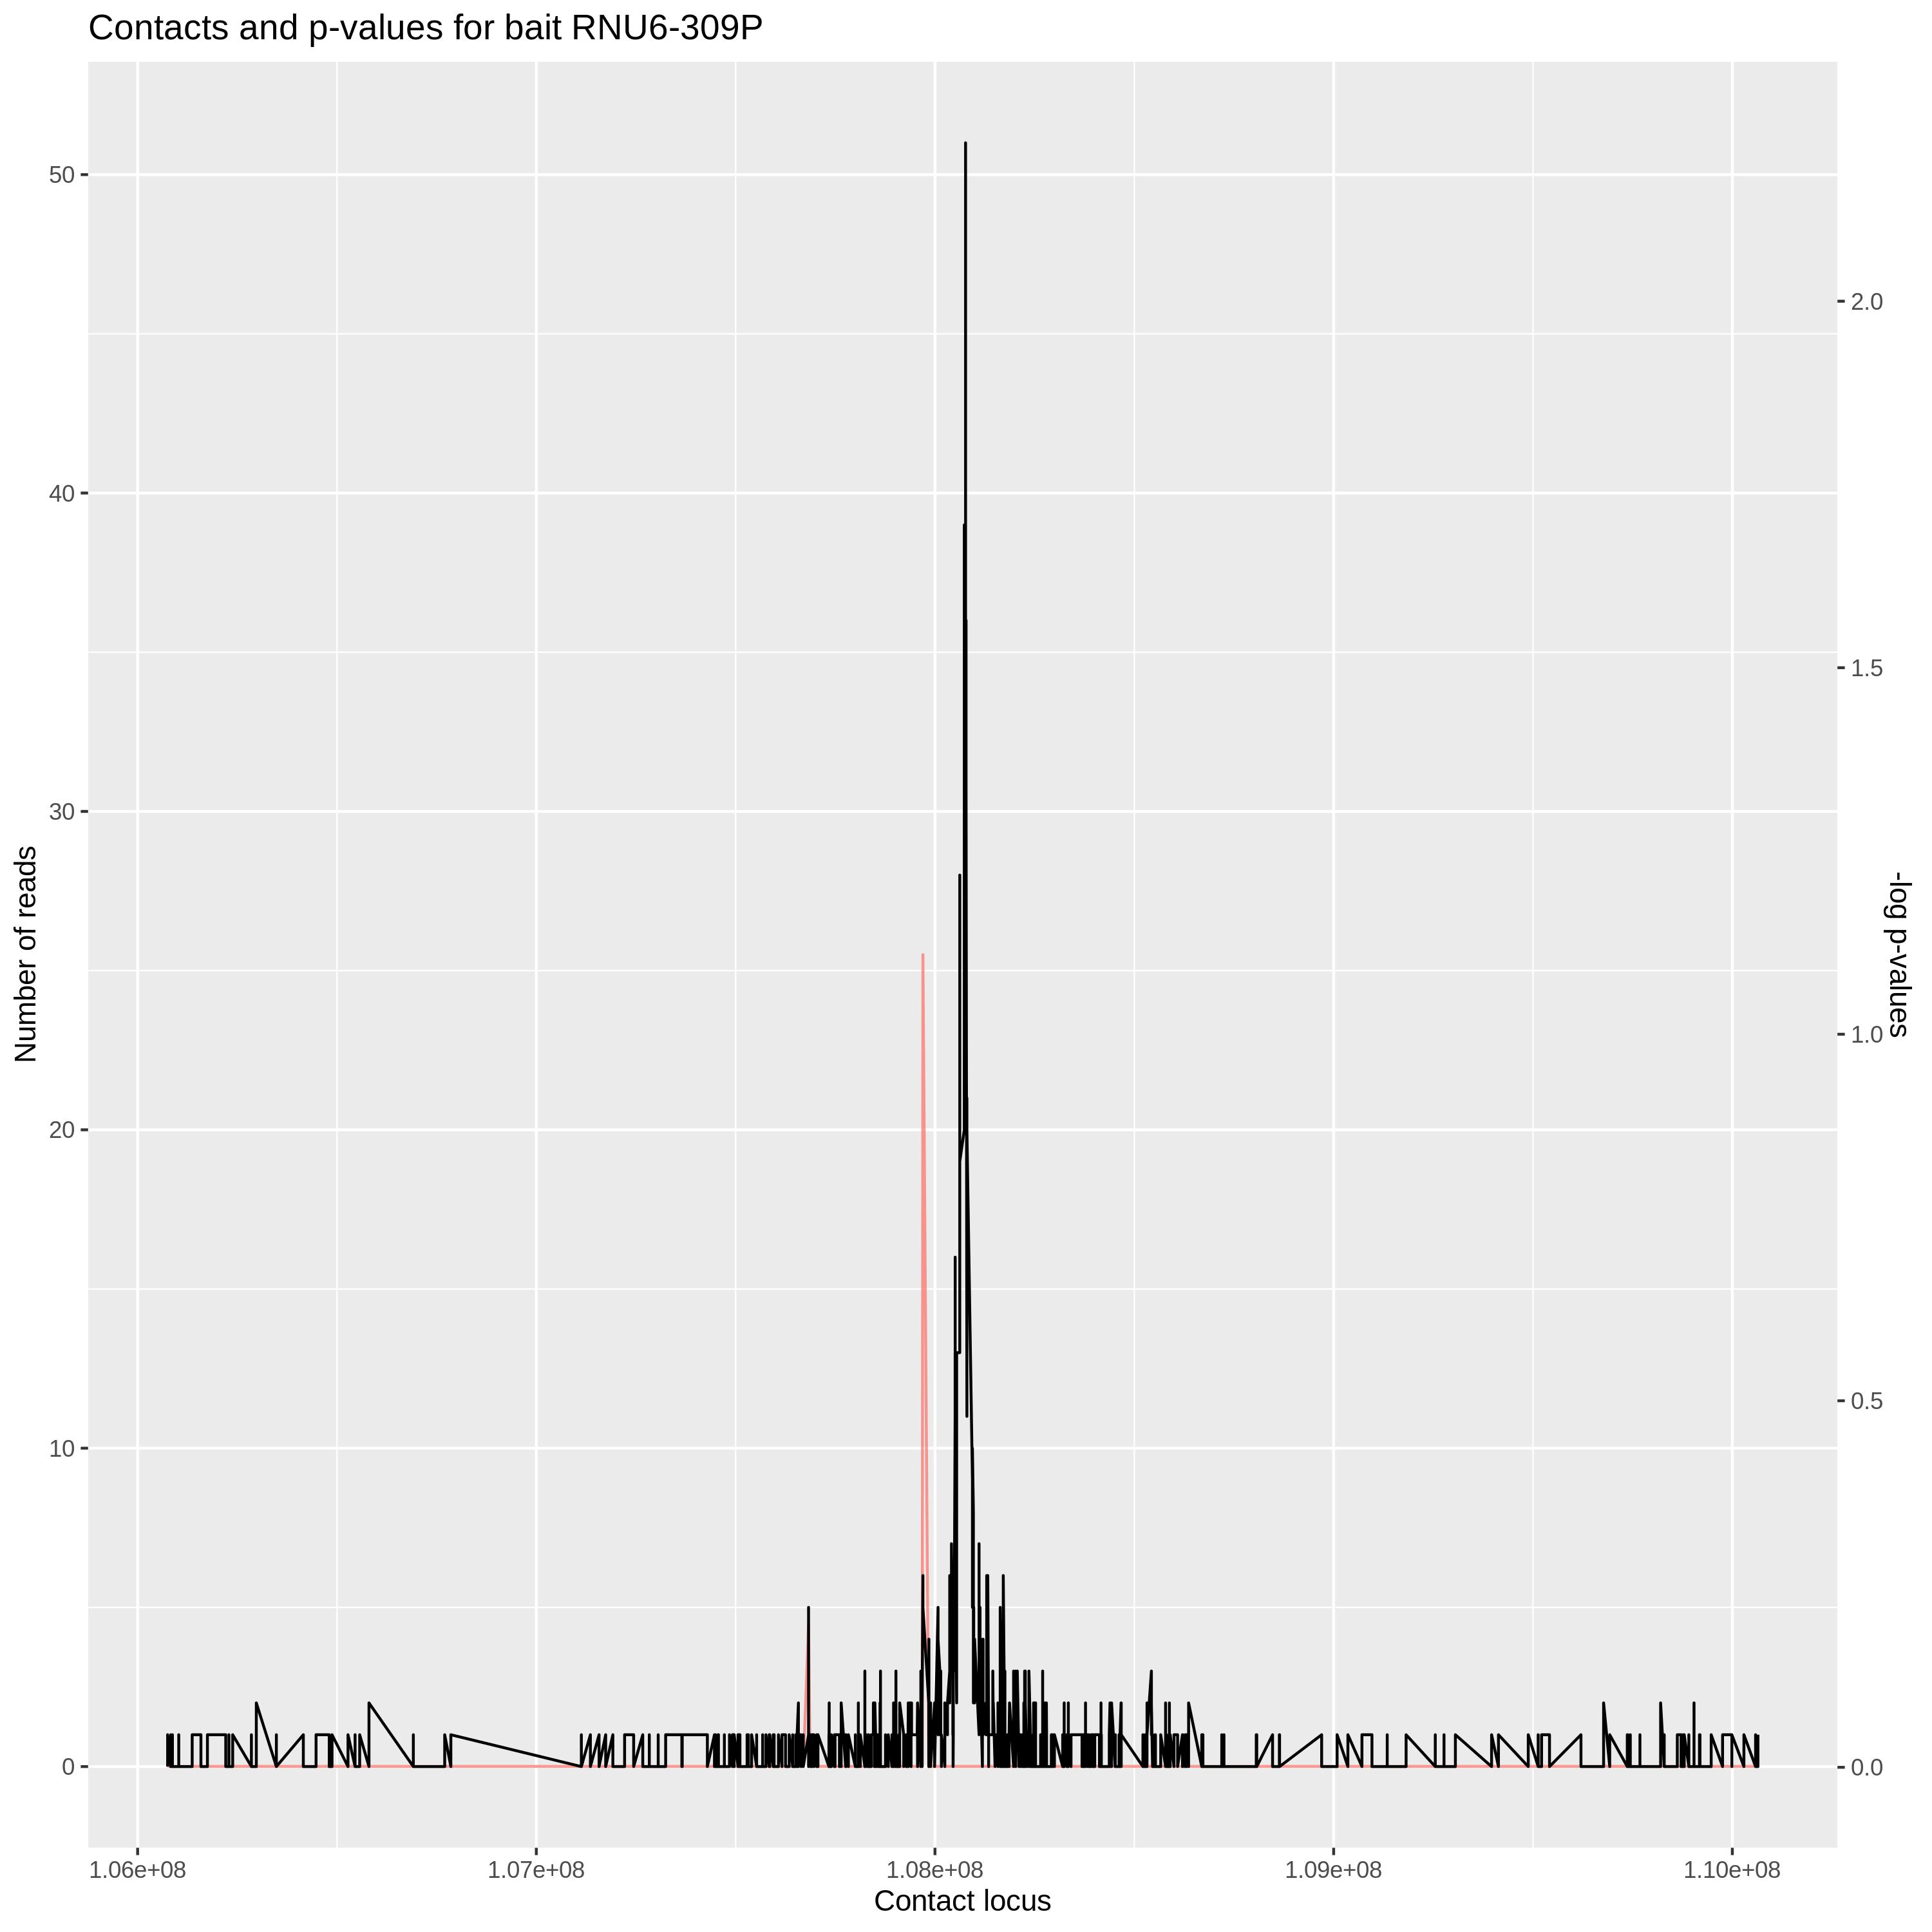 Contacts and p-values for bait RNU6-309P
50
40
30
20
10
0
Number of reads
2.0
1.5
1.0
0.5
0.0
-log p-values
1.06e+08
1.07e+08
1.08e+08
1.09e+08
1.10e+08
Contact locus